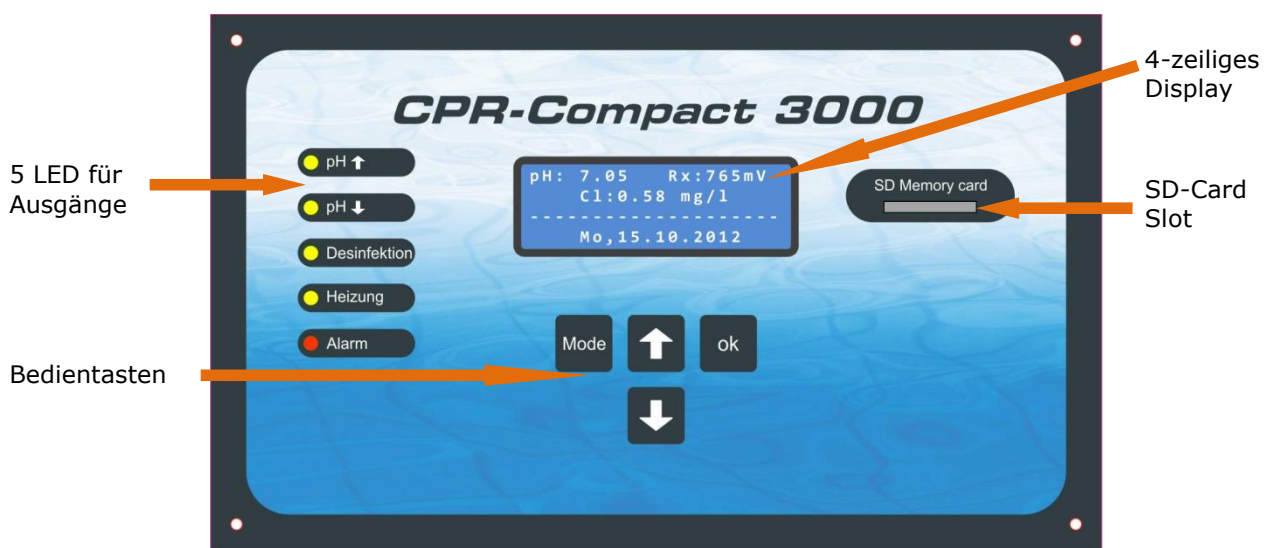 CPR-Compact 3000
4-zeiliges
Display
5 LED für
Ausgänge
pH ↑
pH ↓
Desinfektion
Heizung
Alarm
pH: 7.05 Rx:765mV
Cl:0.58 mg/l
---------------------
Mo,15.10.2012
SD Memory card
SD-Card
Slot
Bedientasten
Mode
↑
ok
↓